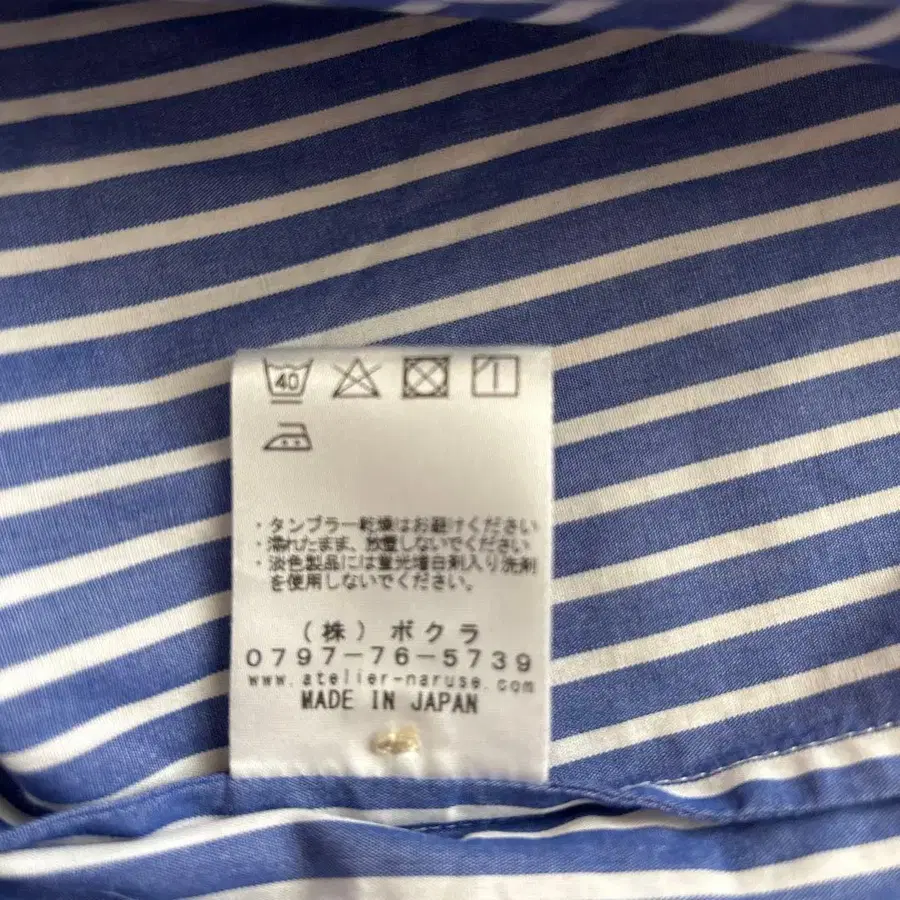 40
・タンブラー乾燥はお避けください
・濡れたまま、放置しないでください
・淡色製品には蛍光増白剤入り洗剤
を使用しないでください。
（株）ボクラ
0797-76-5739
www.atelier-naruse.com
MADE IN JAPAN